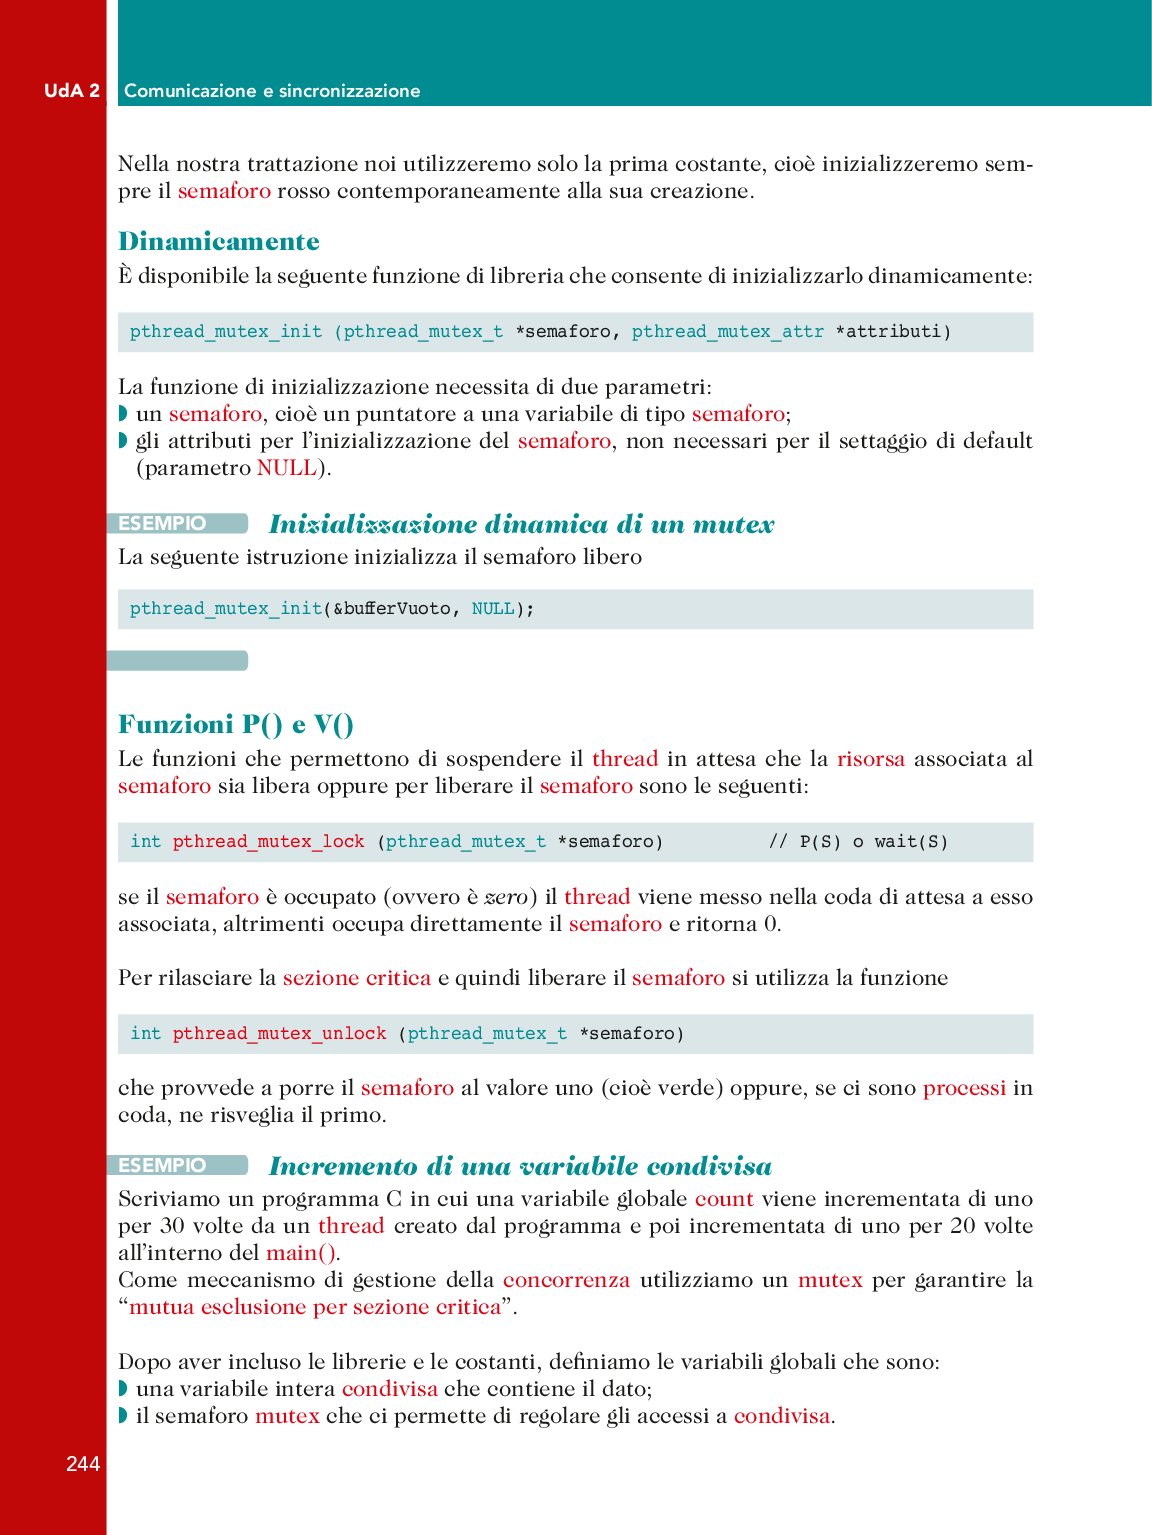 UdA 2 Comunicazione e sincronizzazione
Nella nostra trattazione noi utilizzeremo solo la prima costante, cioè inizializzeremo sem-
pre il semaforo rosso contemporaneamente alla sua creazione.
Dinamicamente
È disponibile la seguente funzione di libreria che consente di inizializzarlo dinamicamente:
pthread_mutex_init (pthread_mutex_t *semaforo, pthread_mutex_attr *attributi)
La funzione di inizializzazione necessita di due parametri:
◗ un semaforo, cioè un puntatore a una variabile di tipo semaforo;
◗ gli attributi per l’inizializzazione del semaforo, non necessari per il settaggio di default
(parametro NULL).
ESEMPIO Inizializzazione dinamica di un mutex
La seguente istruzione inizializza il semaforo libero
pthread_mutex_init(&bufferVuoto, NULL);
Funzioni P() e V()
Le funzioni che permettono di sospendere il thread in attesa che la risorsa associata al
semaforo sia libera oppure per liberare il semaforo sono le seguenti:
int pthread_mutex_lock (pthread_mutex_t *semaforo) // P(S) o wait(S)
se il semaforo è occupato (ovvero è zero) il thread viene messo nella coda di attesa a esso
associata, altrimenti occupa direttamente il semaforo e ritorna 0.
Per rilasciare la sezione critica e quindi liberare il semaforo si utilizza la funzione
int pthread_mutex_unlock (pthread_mutex_t *semaforo)
che provvede a porre il semaforo al valore uno (cioè verde) oppure, se ci sono processi in
coda, ne risveglia il primo.
ESEMPIO Incremento di una variabile condivisa
Scriviamo un programma C in cui una variabile globale count viene incrementata di uno
per 30 volte da un thread creato dal programma e poi incrementata di uno per 20 volte
all’interno del main().
Come meccanismo di gestione della concorrenza utilizziamo un mutex per garantire la
“mutua esclusione per sezione critica”.
Dopo aver incluso le librerie e le costanti, definiamo le variabili globali che sono:
◗ una variabile intera condivisa che contiene il dato;
◗ il semaforo mutex che ci permette di regolare gli accessi a condivisa.
244